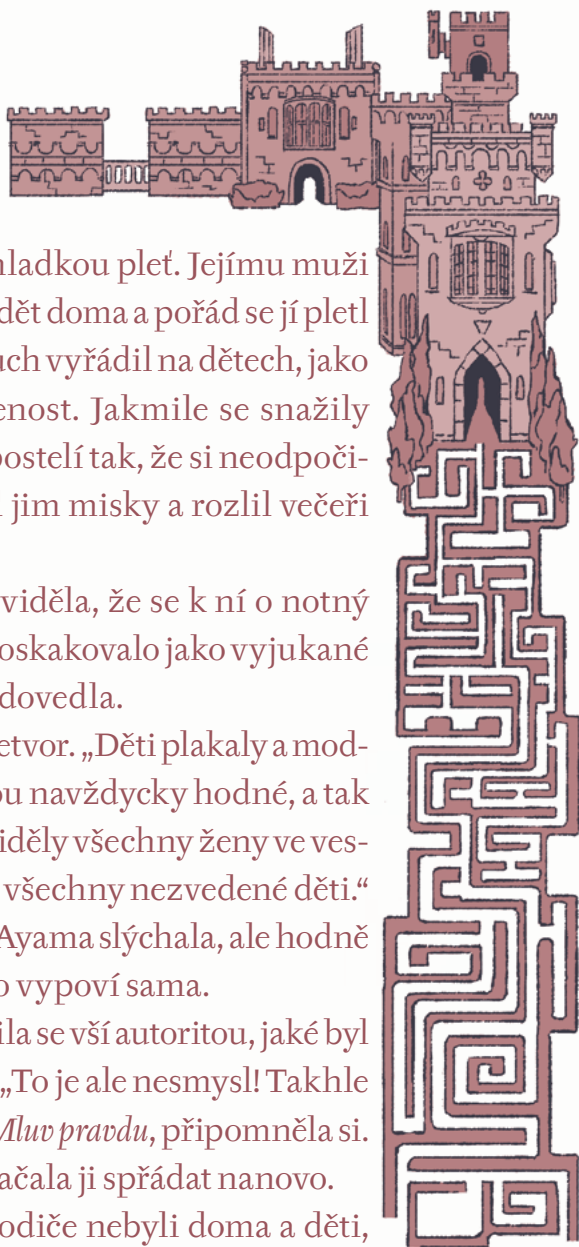 hladkou pleť. Jejímu muži
dět doma a pořád se jí pletl
uch vyřádil na dětech, jako
enost. Jakmile se snažily
postelí tak, že si neodpoči-
l jim misky a rozlil večeři
viděla, že se k ní o notný
oskakovalo jako vyjukané
dovedla.
etvor. „Děti plakaly a mod-
ou navždycky hodné, a tak
iděly všechny ženy ve ves-
všechny nezvedené děti.“
Ayama slýchala, ale hodně
o vypoví sama.
ila se vší autoritou, jaké byl
„To je ale nesmysl! Takhle
Mluv pravdu, připomněla si.
ačala ji spřádat nanovo.
odiče nebyli doma a děti,